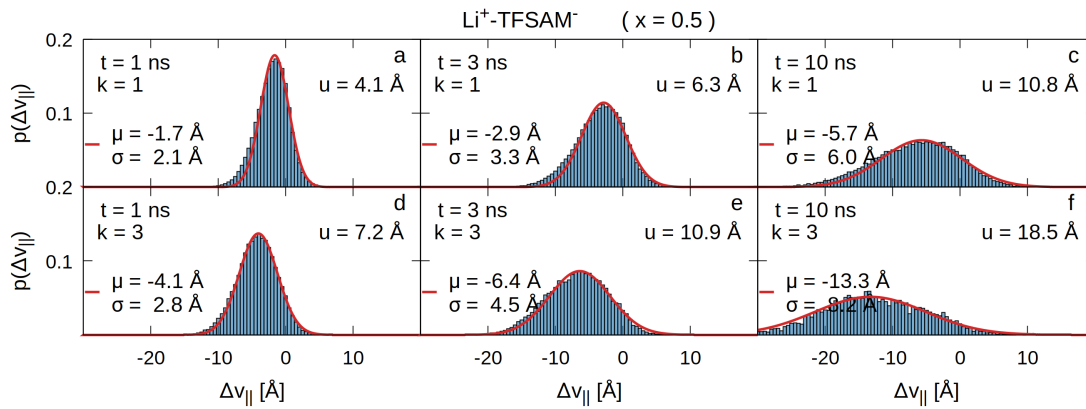 Li⁺-TFSAM⁻ ( x = 0.5)
0.2
0.1
p(Δv||)
a
t = 1 ns
k = 1
u = 4.1 Å
μ = -1.7 Å
σ = 2.1 Å
b
t = 3 ns
k = 1
u = 6.3 Å
μ = -2.9 Å
σ = 3.3 Å
c
t = 10 ns
k = 1
u = 10.8 Å
μ = -5.7 Å
σ = 6.0 Å
0.2
0.1
p(Δv||)
d
t = 1 ns
k = 3
u = 7.2 Å
μ = -4.1 Å
σ = 2.8 Å
e
t = 3 ns
k = 3
u = 10.9 Å
μ = -6.4 Å
σ = 4.5 Å
f
t = 10 ns
k = 3
u = 18.5 Å
μ = -13.3 Å
σ = 8.2 Å
-20 -10 0 10
-20 -10 0 10
-20 -10 0 10
Δv|| [Å]
Δv|| [Å]
Δv|| [Å]